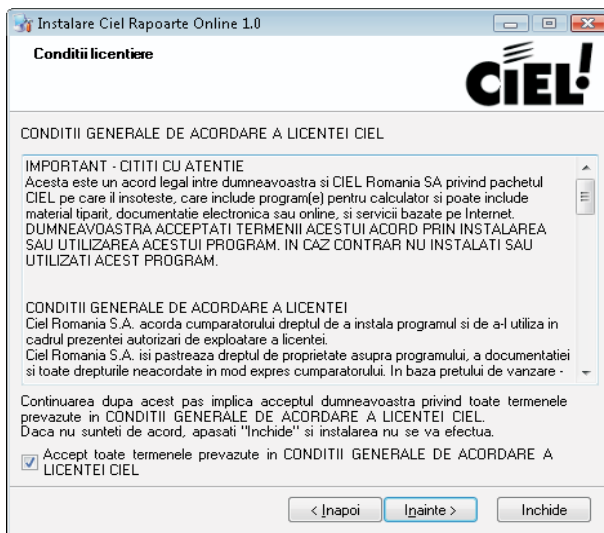 Instalare Ciel Rapoarte Online 1.0
Conditii licentiere
CIEL!
CONDITII GENERALE DE ACORDARE A LICENTEI CIEL
IMPORTANT - CITITI CU ATENTIE
Acesta este un acord legal intre dumneavoastra si CIEL Romania SA privind pachetul
CIEL pe care il insoteste, care include program(e) pentru calculator si poate include
material tiparit, documentatie electronica sau online, si servicii bazate pe Internet.
DUMNEAVOASTRA ACCEPTATI TERMENII ACESTUI ACORD PRIN INSTALAREA
SAU UTILIZAREA ACESTUI PROGRAM. IN CAZ CONTRAR NU INSTALATI SAU
UTILIZATI ACEST PROGRAM.
CONDITII GENERALE DE ACORDARE A LICENTEI
Ciel Romania S.A. acorda cumparatorului dreptul de a instala programul si de a-l utiliza in
cadrul prezentei autorizari de exploatare a licentei.
Ciel Romania S.A. isi pastreaza dreptul de proprietate asupra programului, a documentatiei
si toate drepturile neacordate in mod expres cumparatorului. In baza pretului de vanzare -
Continuarea dupa acest pas implica acceptul dumneavoastra privind toate termenele
prevazute in CONDITII GENERALE DE ACORDARE A LICENTEI CIEL.
Daca nu sunteti de acord, apasati "Inchide" si instalarea nu se va efectua.
Accept toate termenele prevazute in CONDITII GENERALE DE ACORDARE A
LICENTEI CIEL
< Inapoi
Inainte >
Inchide